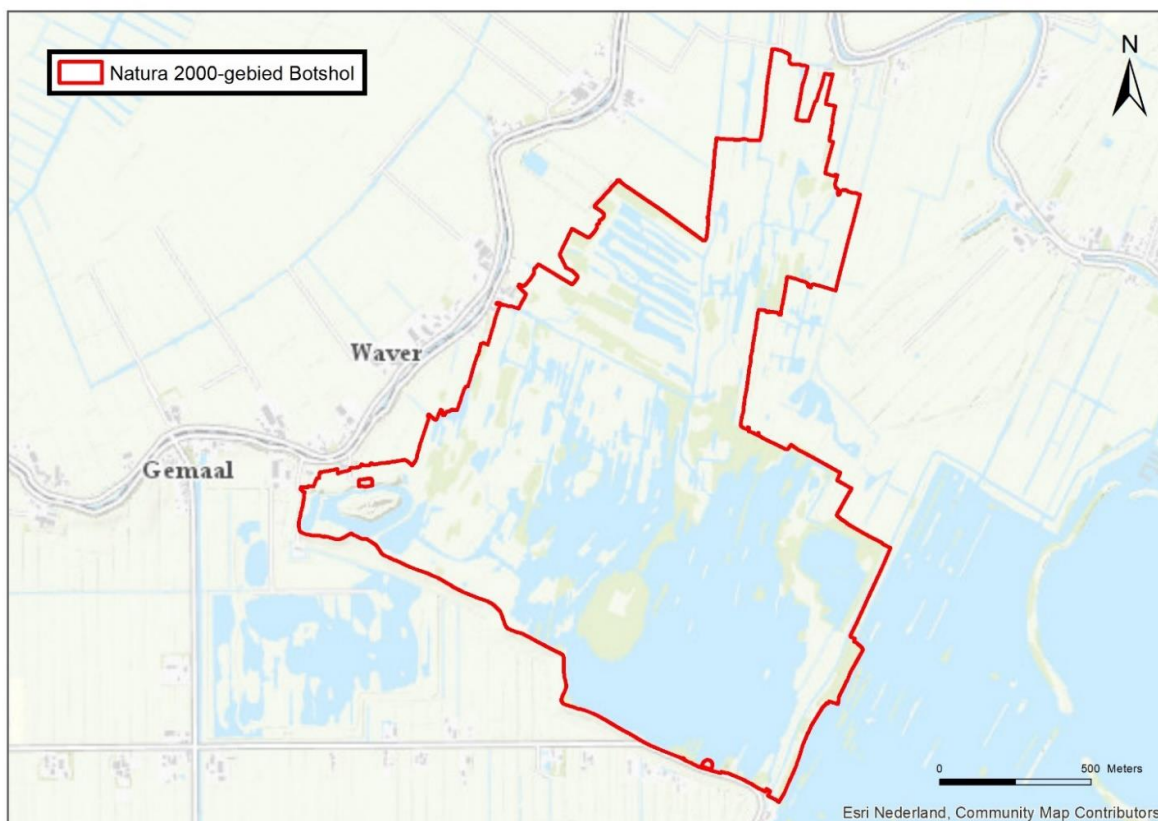 Natura 2000-gebied Botshol
N
Waver
Gemaal
0 500 Meters
Esri Nederland, Community Map Contributors